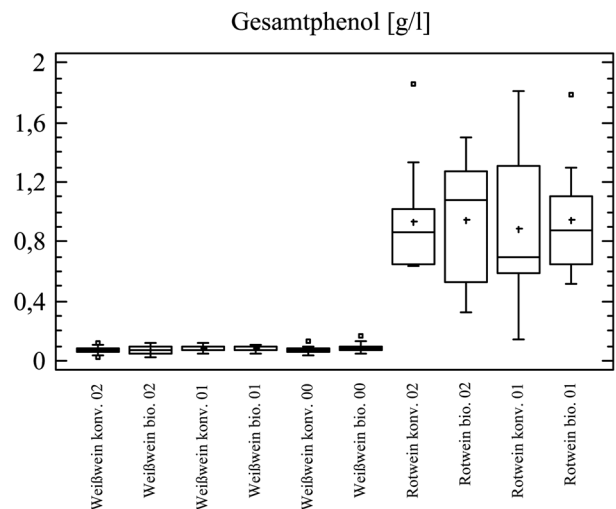 Gesamtphenol [g/l]
2
1,6
1,2
0,8
0,4
0
Weißwein konv. 02
Weißwein bio. 02
Weißwein konv. 01
Weißwein bio. 01
Weißwein konv. 00
Weißwein bio. 00
Rotwein konv. 02
Rotwein bio. 02
Rotwein konv. 01
Rotwein bio. 01